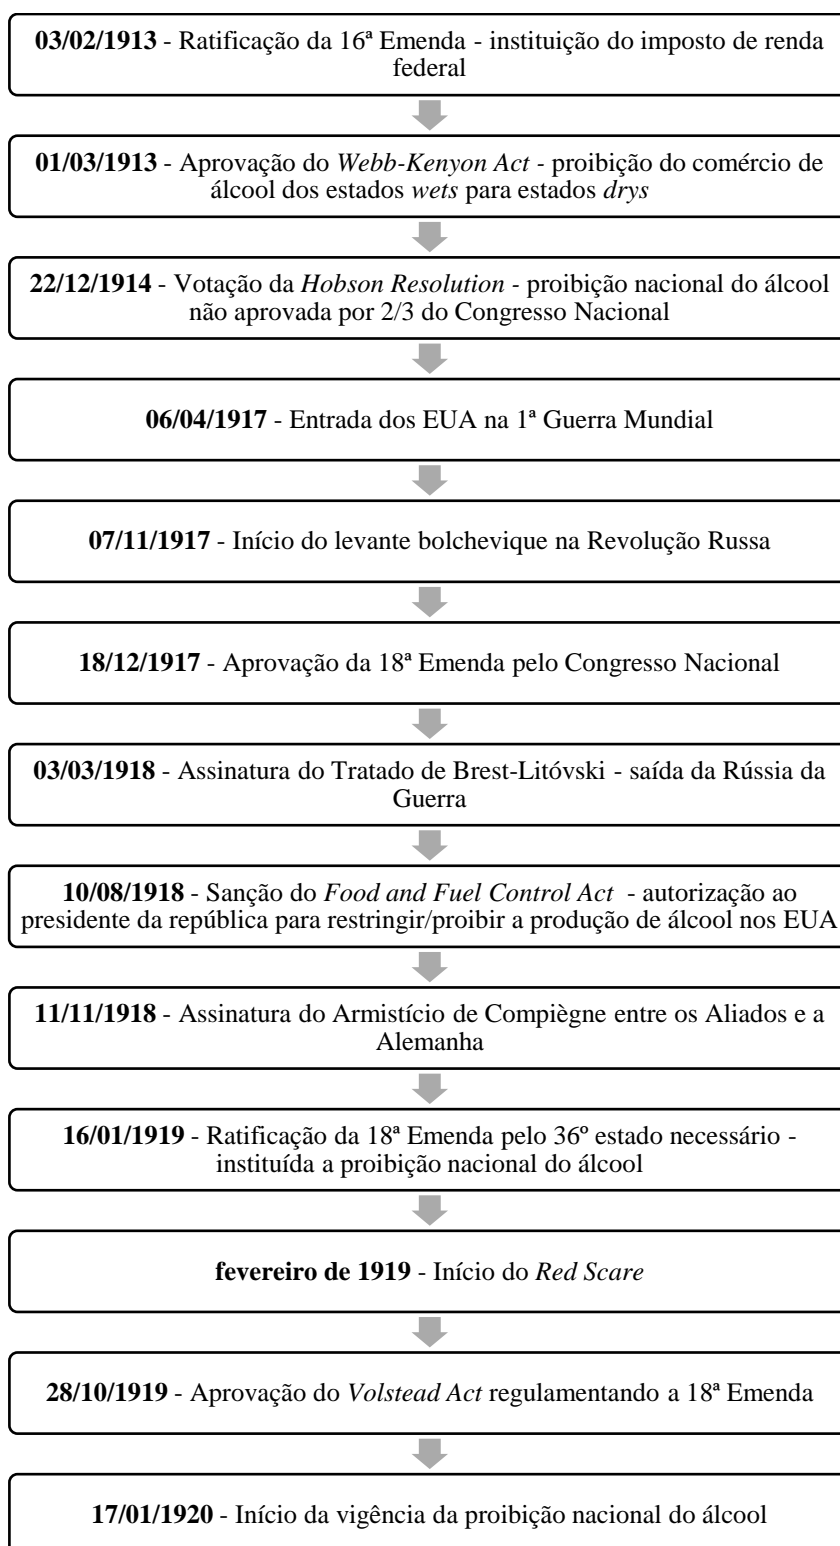 03/02/1913 - Ratificação da 16ª Emenda - instituição do imposto de renda
federal
01/03/1913 - Aprovação do Webb-Kenyon Act - proibição do comércio de
álcool dos estados wets para estados drys
22/12/1914 - Votação da Hobson Resolution - proibição nacional do álcool
não aprovada por 2/3 do Congresso Nacional
06/04/1917 - Entrada dos EUA na 1ª Guerra Mundial
07/11/1917 - Início do levante bolchevique na Revolução Russa
18/12/1917 - Aprovação da 18ª Emenda pelo Congresso Nacional
03/03/1918 - Assinatura do Tratado de Brest-Litóvski - saída da Rússia da
Guerra
10/08/1918 - Sanção do Food and Fuel Control Act - autorização ao
presidente da república para restringir/proibir a produção de álcool nos EUA
11/11/1918 - Assinatura do Armistício de Compiègne entre os Aliados e a
Alemanha
16/01/1919 - Ratificação da 18ª Emenda pelo 36º estado necessário -
instituída a proibição nacional do álcool
fevereiro de 1919 - Início do Red Scare
28/10/1919 - Aprovação do Volstead Act regulamentando a 18ª Emenda
17/01/1920 - Início da vigência da proibição nacional do álcool